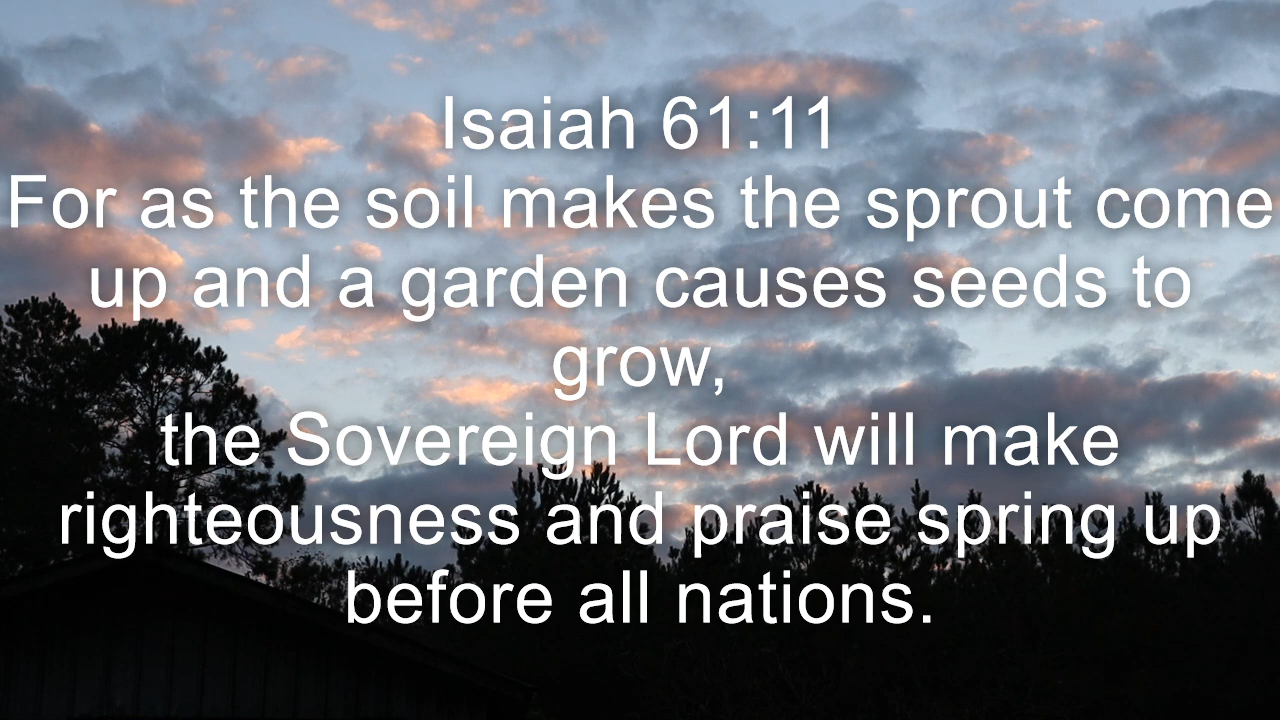 Isaiah 61:11
For as the soil makes the sprout come
up and a garden causes seeds to
grow,
the Sovereign Lord will make
righteousness and praise spring up
before all nations.